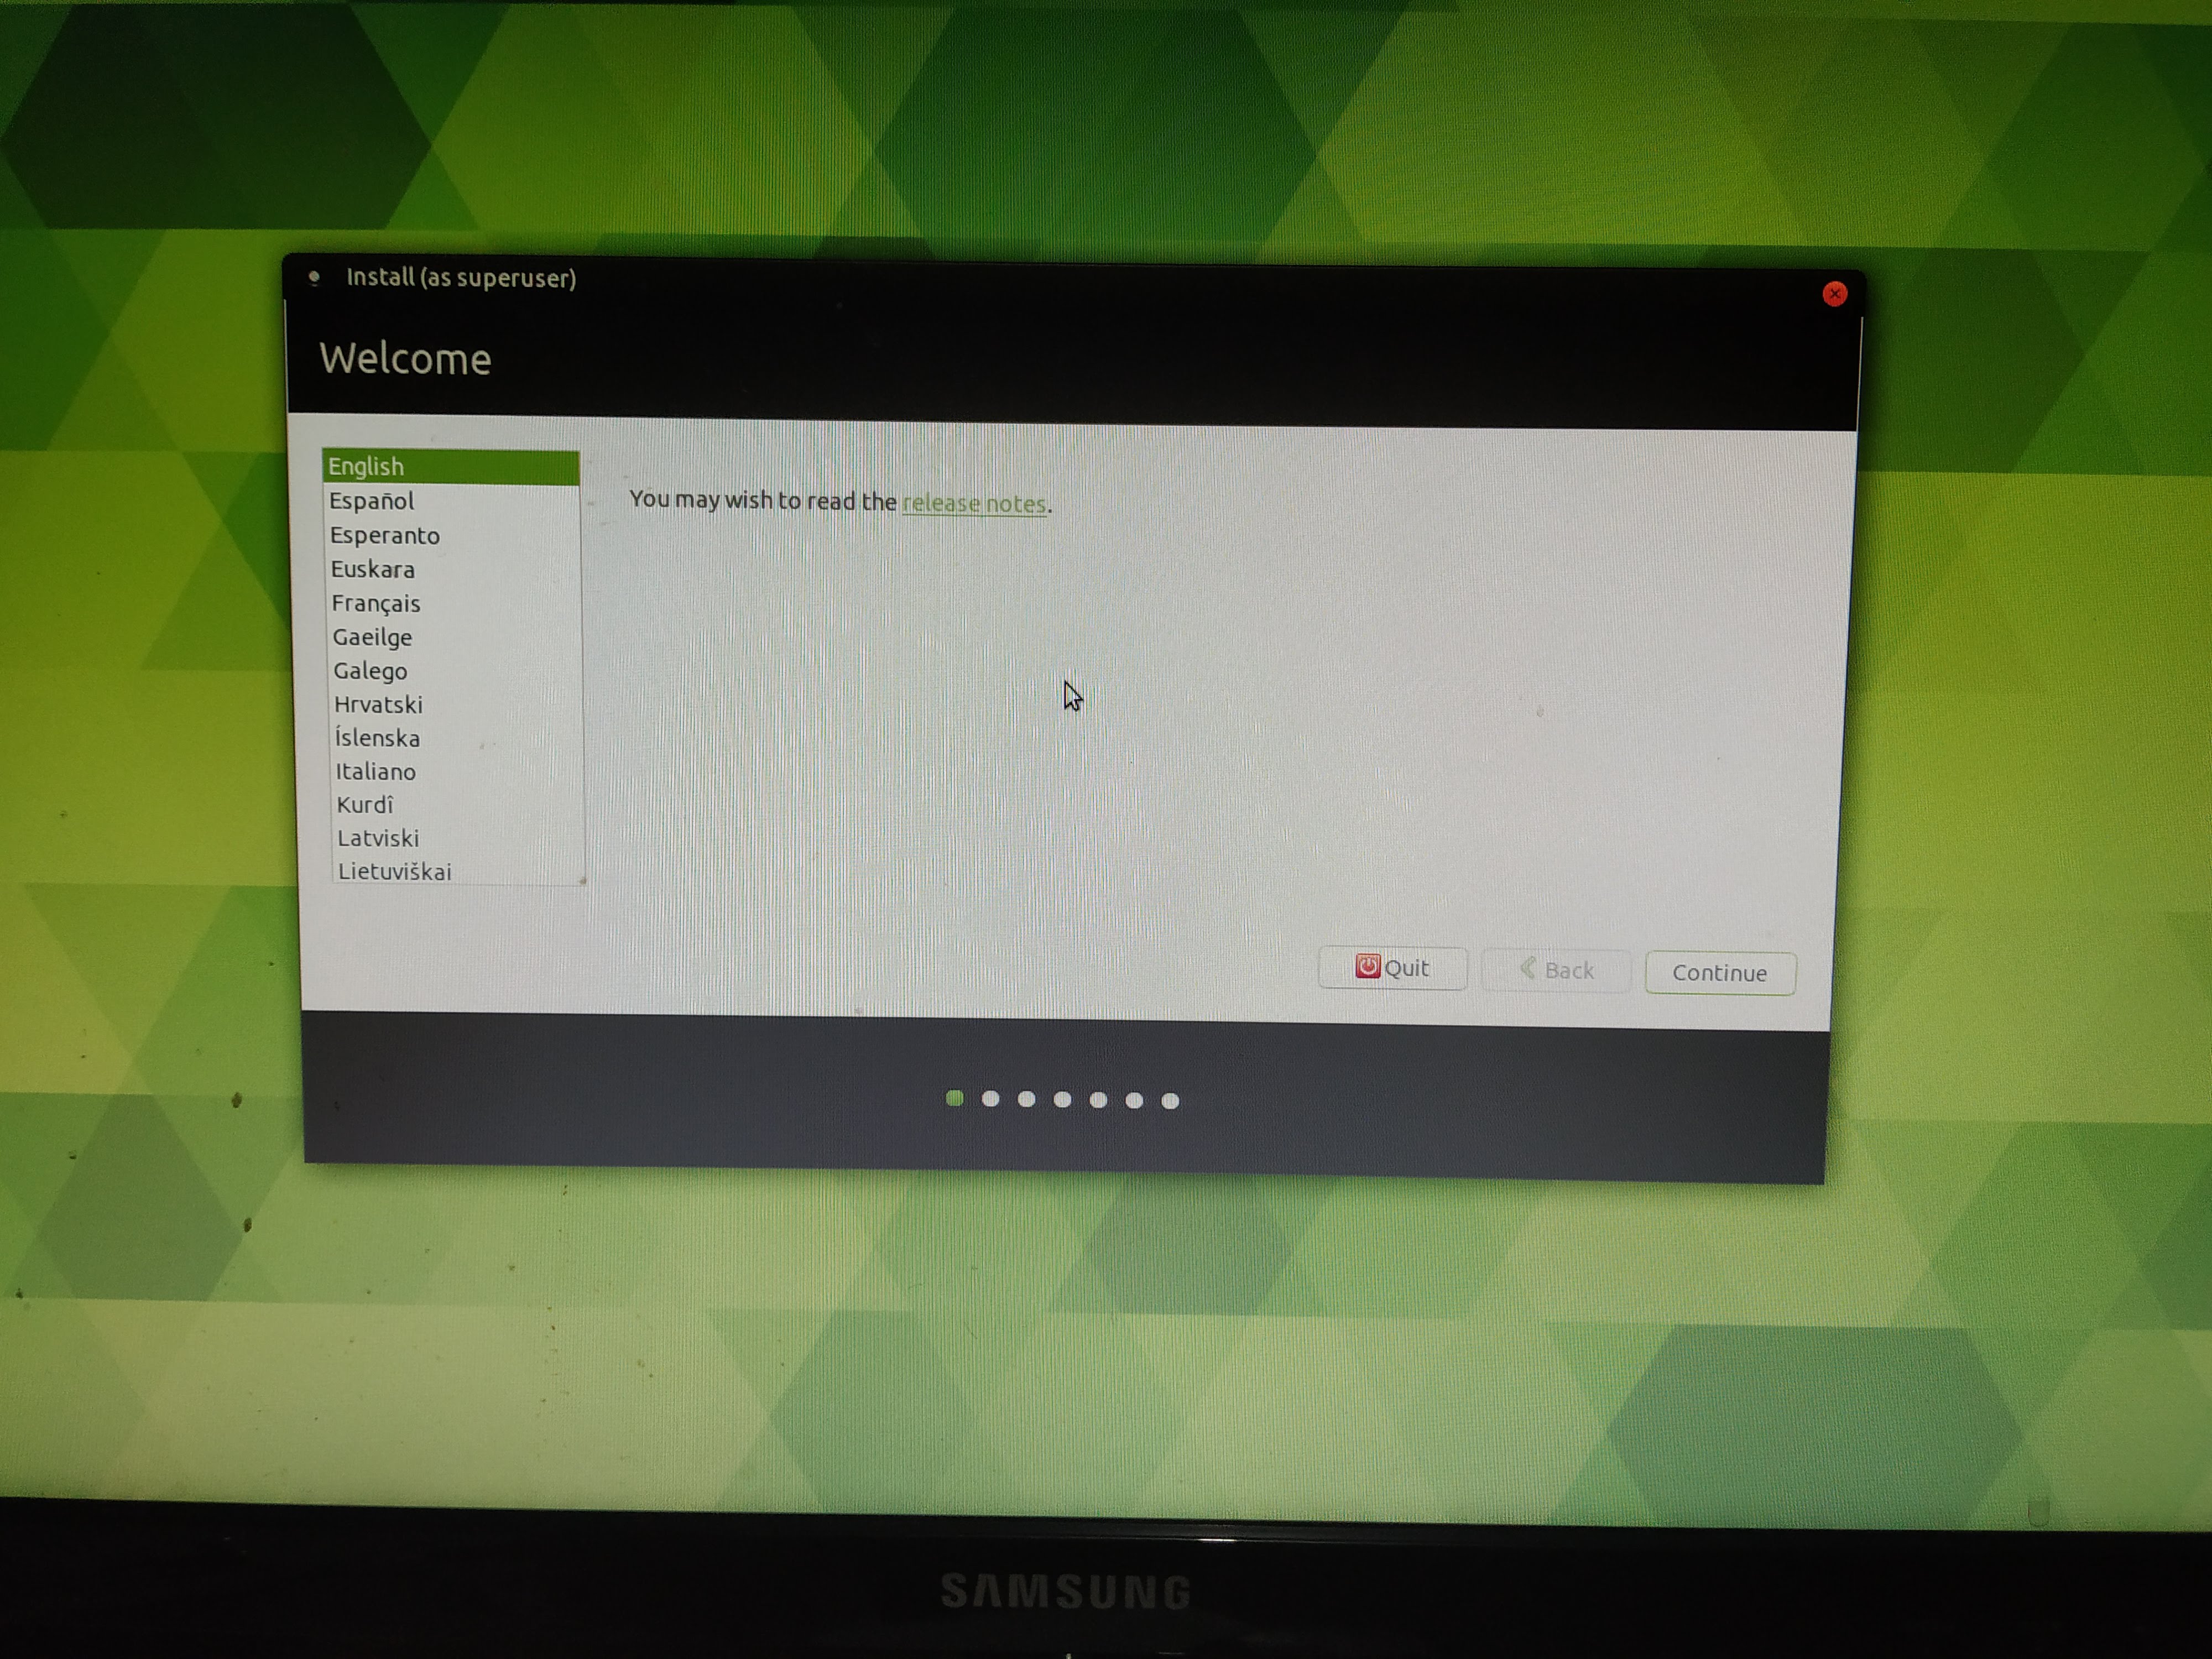 Install (as superuser)
Welcome
English
Español
Esperanto
Euskara
Français
Gaeilge
Galego
Hrvatski
Íslenska
Italiano
Kurdî
Latviski
Lietuviškai
You may wish to read the release notes.
Quit
Back
Continue
SAMSUNG